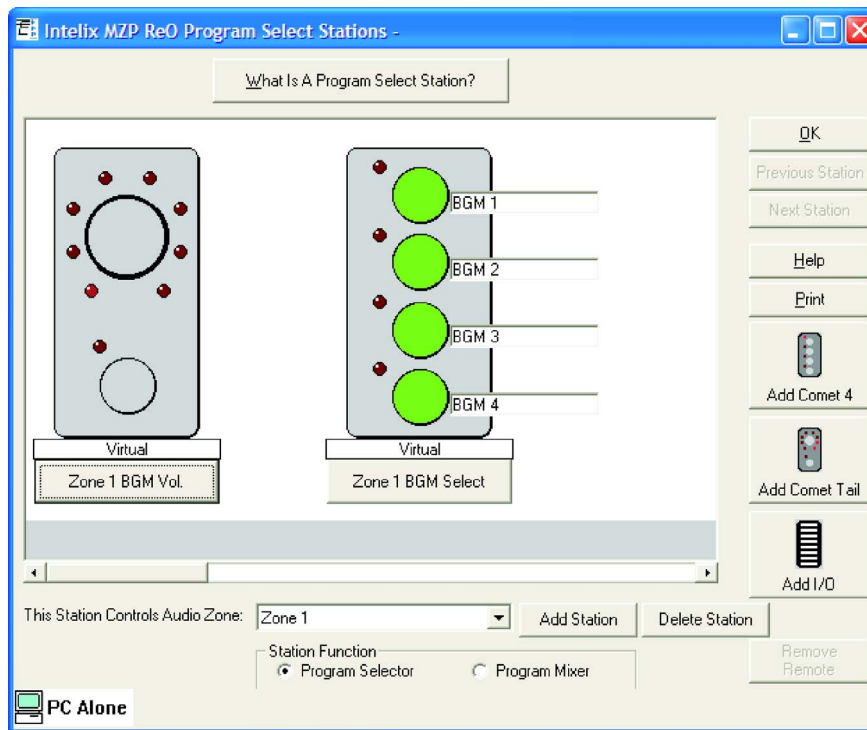 Intelix MZP ReO Program Select Stations -
What Is A Program Select Station?
OK
Previous Station
Next Station
Help
Print
Add Comet 4
Add Comet Tail
Add I/O
Remove
Remote
BGM 1
BGM 2
BGM 3
BGM 4
Virtual
Zone 1 BGM Vol.
Virtual
Zone 1 BGM Select
This Station Controls Audio Zone:
Zone 1
Add Station
Delete Station
Station Function
Program Selector
Program Mixer
PC Alone